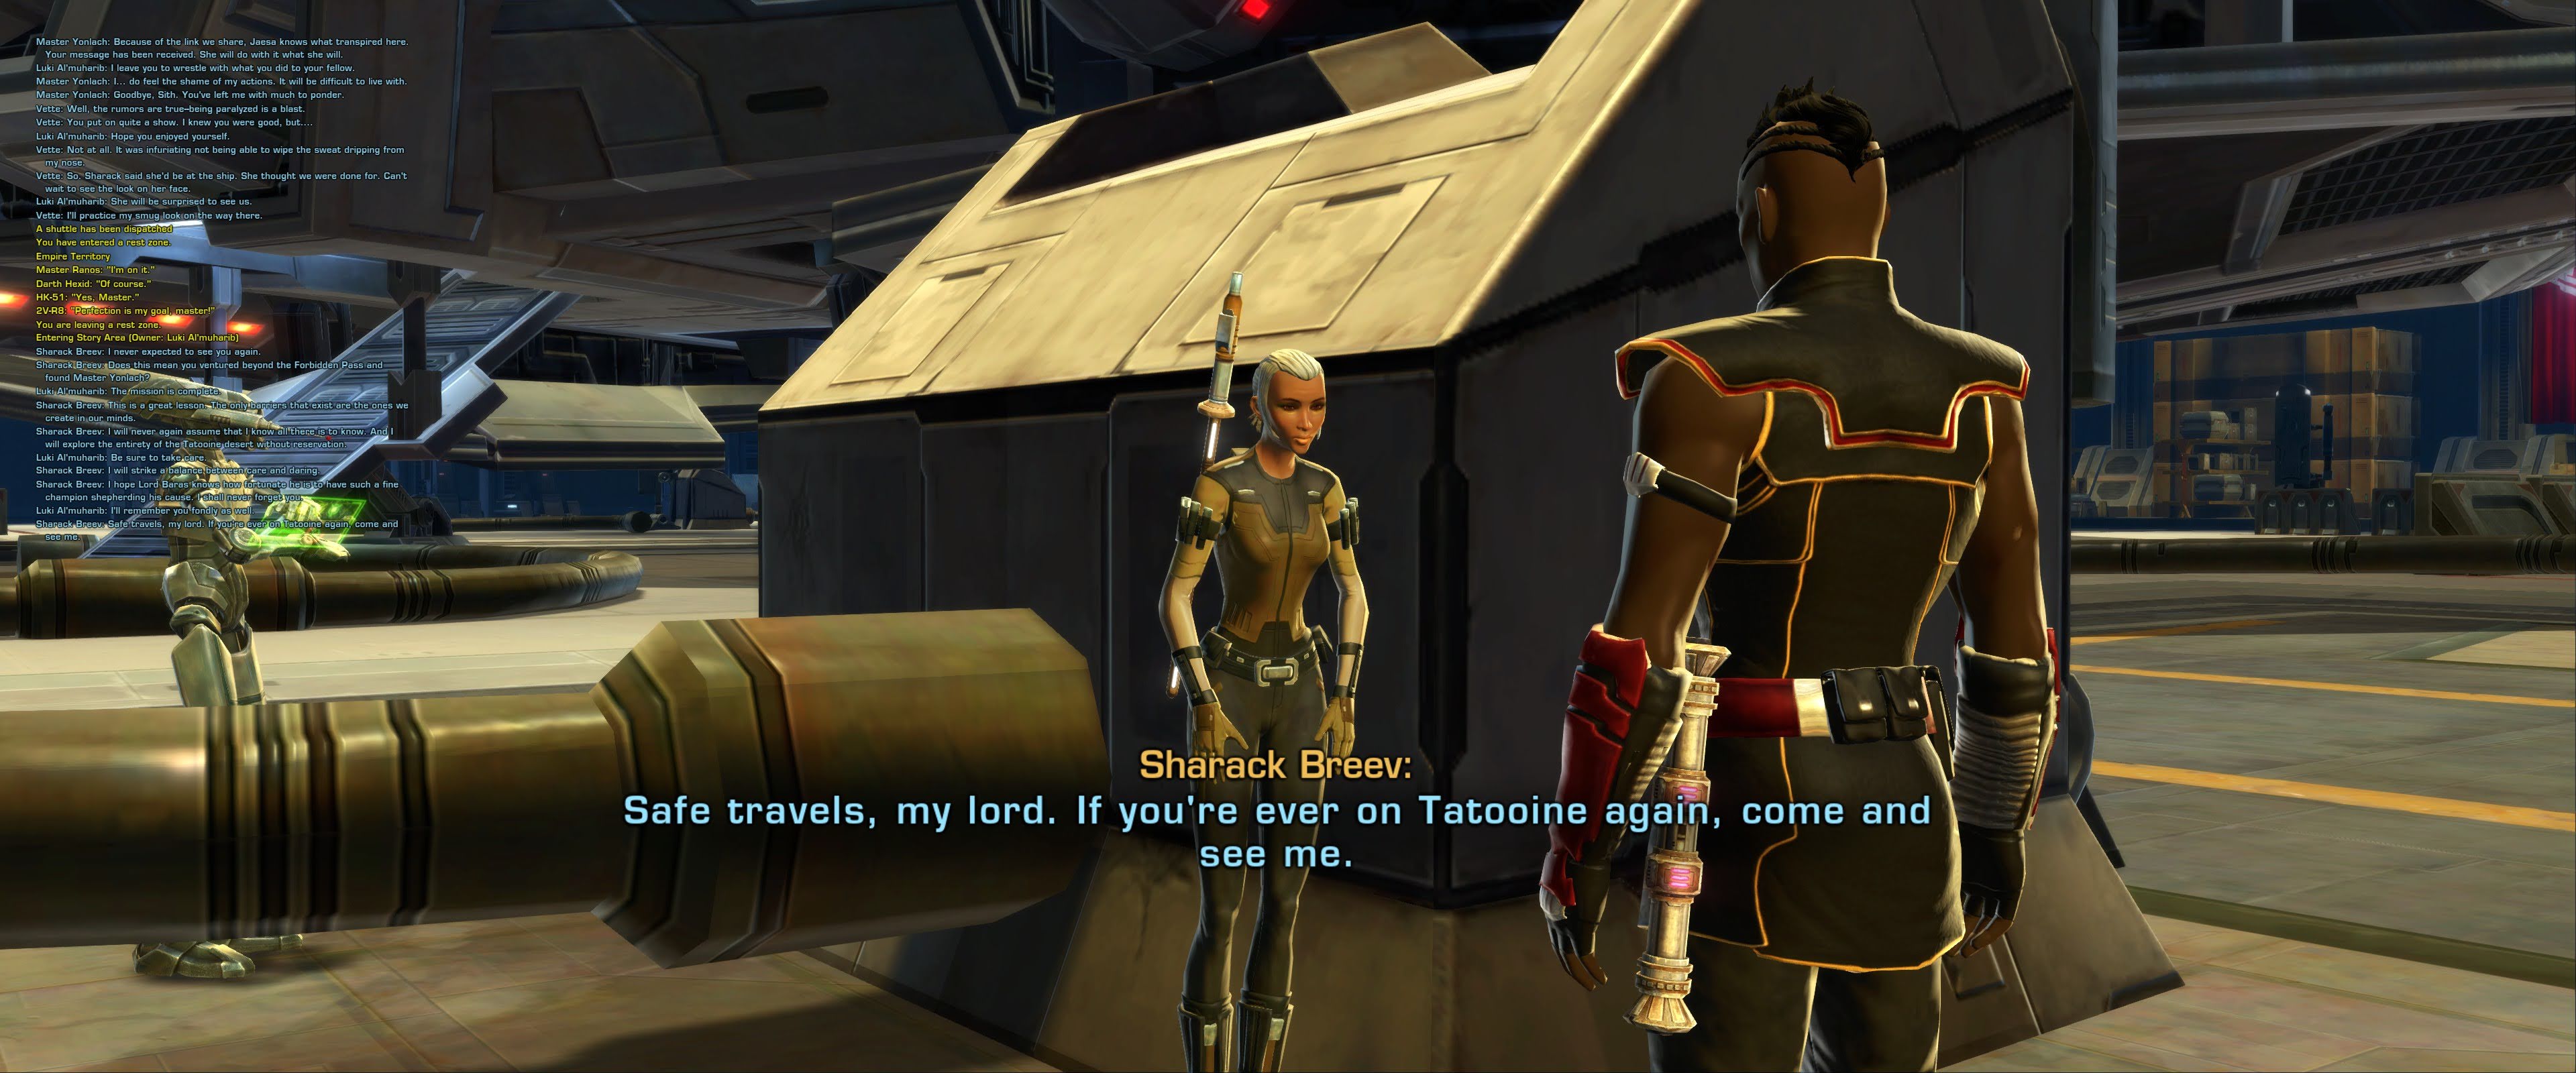 Master Yonlach: Because of the link we share, Jaesa knows what transpired here.
Your message has been received. She will do with it what she will.
Luki Al'muharib: I leave you to wrestle with what you did to your fellow.
Master Yonlach: I... do feel the shame of my actions. It will be difficult to live with.
Master Yonlach: Goodbye, Sith. You've left me with much to ponder.
Vette: Well, the rumors are true–being paralyzed is a blast.
Vette: You put on quite a show. I knew you were good, but....
Luki Al'muharib: Hope you enjoyed yourself.
Vette: Not at all. It was infuriating not being able to wipe the sweat dripping from
my nose.
Vette: So. Sharack said she'd be at the ship. She thought we were done for. Can't
wait to see the look on her face.
Luki Al'muharib: She will be surprised to see us.
Vette: I'll practice my smug look on the way there.
A shuttle has been dispatched
You have entered a rest zone.
Empire Territory
Master Ranos: "I'm on it."
Darth Hexid: "Of course."
HK-51: "Yes, Master."
2V-R8: "Perfection is my goal, master!"
You are leaving a rest zone.
Entering Story Area (Owner: Luki Al'muharib)
Sharack Breev: I never expected to see you again.
Sharack Breev: Does this mean you ventured beyond the Forbidden Pass and
found Master Yonlach?
Luki Al'muharib: The mission is complete.
Sharack Breev: This is a great lesson. The only barriers that exist are the ones we
create in our minds.
Sharack Breev: I will never again assume that I know all there is to know. And I
will explore the entirety of the Tatooine desert without reservation.
Luki Al'muharib: Be sure to take care.
Sharack Breev: I will strike a balance between care and daring.
Sharack Breev: I hope Lord Baras knows how fortunate he is to have such a fine
champion shepherding his cause. I shall never forget you.
Luki Al'muharib: I'll remember you fondly as well.
Sharack Breev: Safe travels, my lord. If you're ever on Tatooine again, come and
see me.
Sharack Breev:
Safe travels, my lord. If you're ever on Tatooine again, come and
see me.